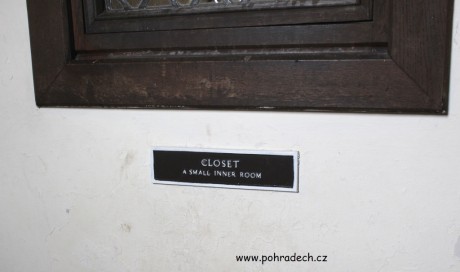 CLOSET
A SMALL INNER ROOM
www.pohradech.cz